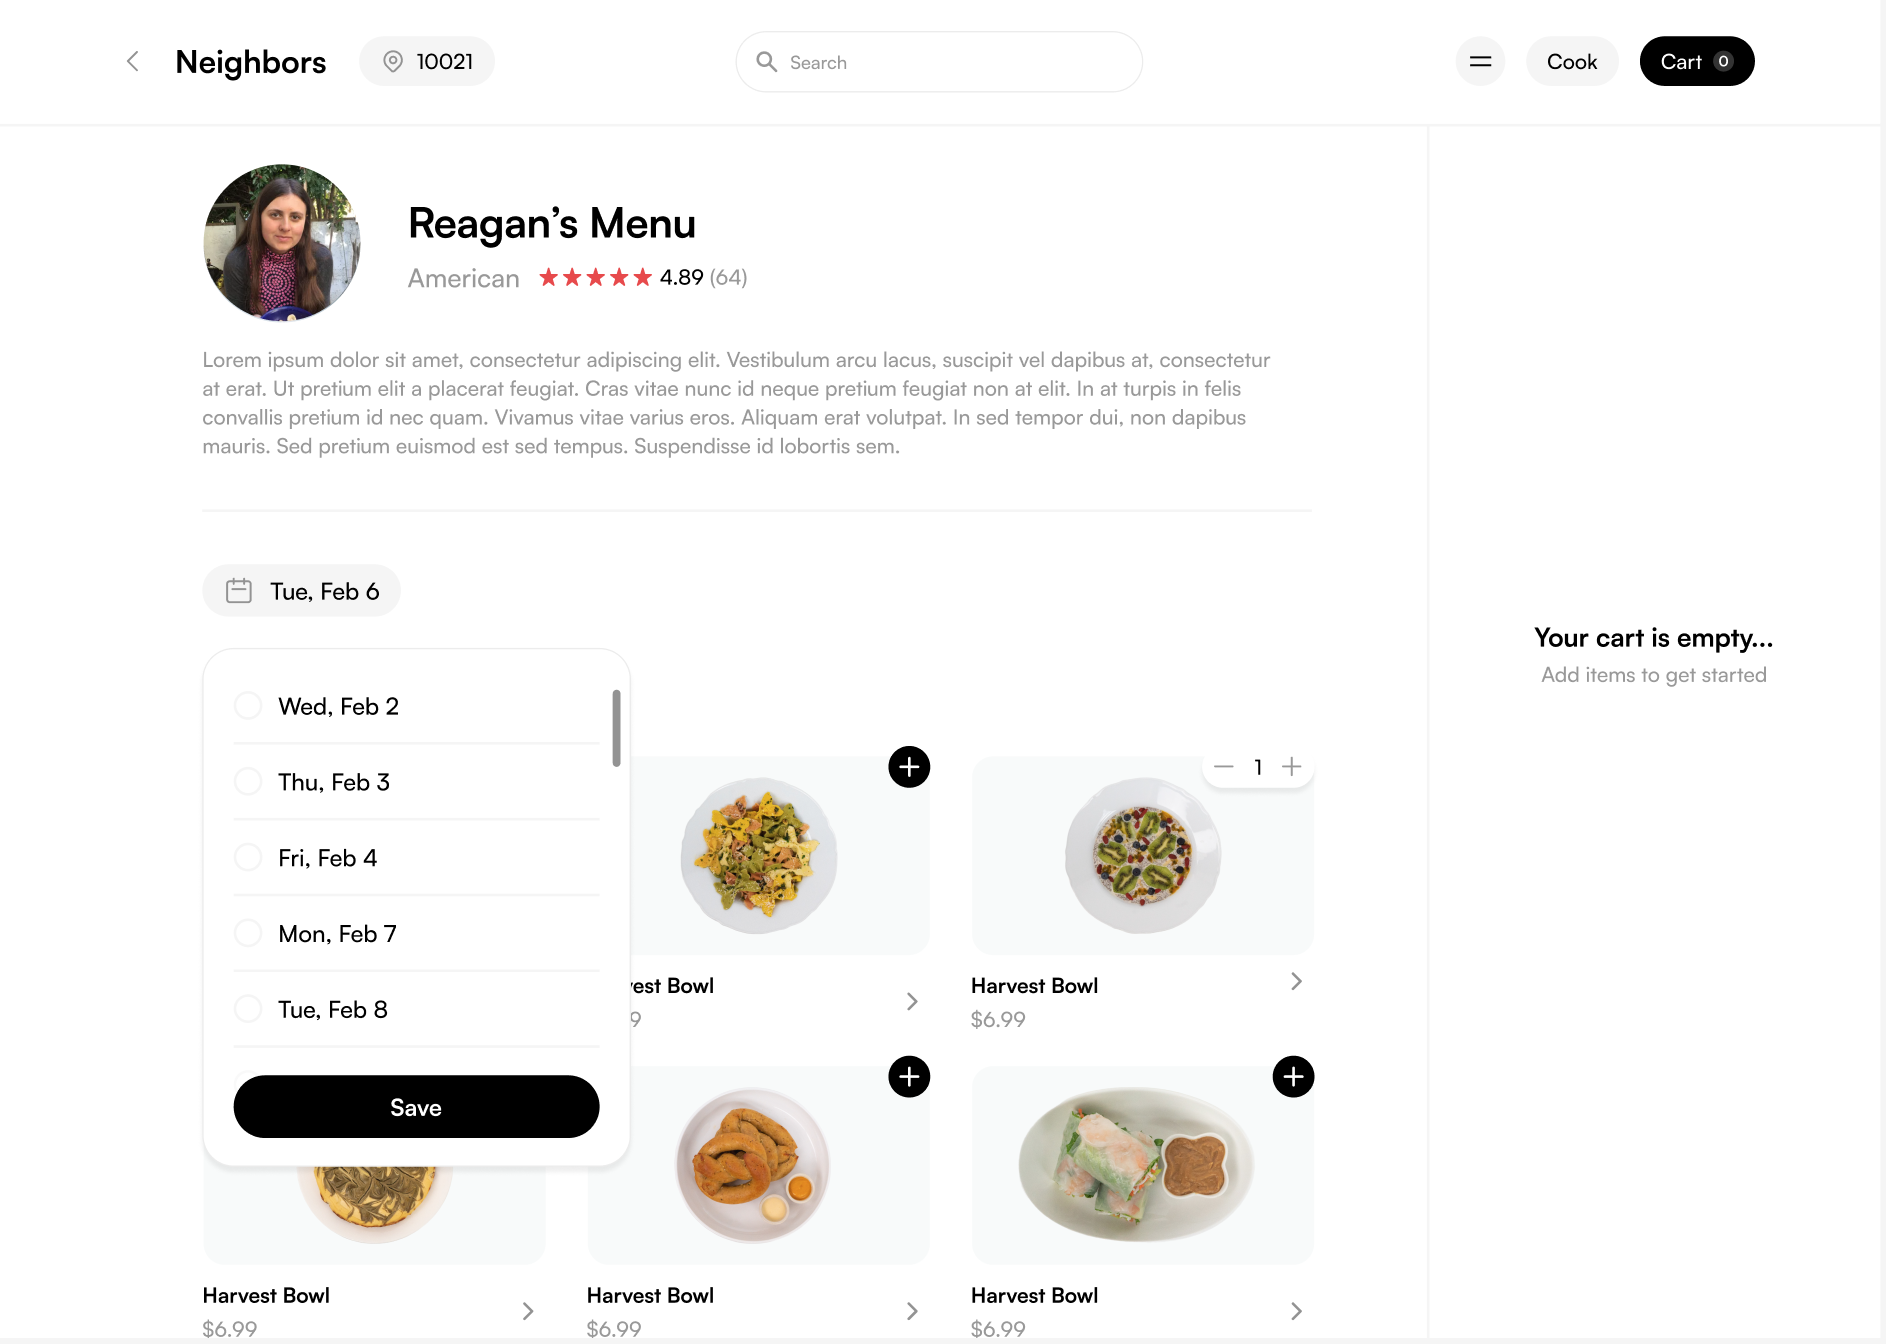 Neighbors
10021
Search
Cook
Cart 0
Reagan’s Menu
American 4.89 (64)
Lorem ipsum dolor sit amet, consectetur adipiscing elit. Vestibulum arcu lacus, suscipit vel dapibus at, consectetur
at erat. Ut pretium elit a placerat feugiat. Cras vitae nunc id neque pretium feugiat non at elit. In at turpis in felis
convallis pretium id nec quam. Vivamus vitae varius eros. Aliquam erat volutpat. In sed tempor dui, non dapibus
mauris. Sed pretium euismod est sed tempus. Suspendisse id lobortis sem.
Tue, Feb 6
Wed, Feb 2
Thu, Feb 3
Fri, Feb 4
Mon, Feb 7
Tue, Feb 8
Save
1
Bowl
Harvest Bowl
$6.99
Harvest Bowl
$6.99
Harvest Bowl
$6.99
Harvest Bowl
$6.99
Your cart is empty...
Add items to get started